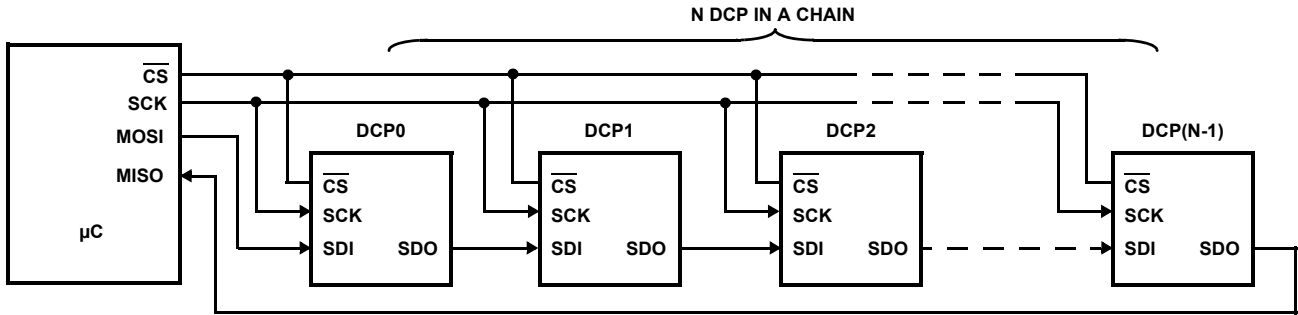 N DCP IN A CHAIN
CS
SCK
MOSI
MISO
µC
DCP0
CS
SCK
SDI SDO
DCP1
CS
SCK
SDI SDO
DCP2
CS
SCK
SDI SDO
DCP(N-1)
CS
SCK
SDI SDO